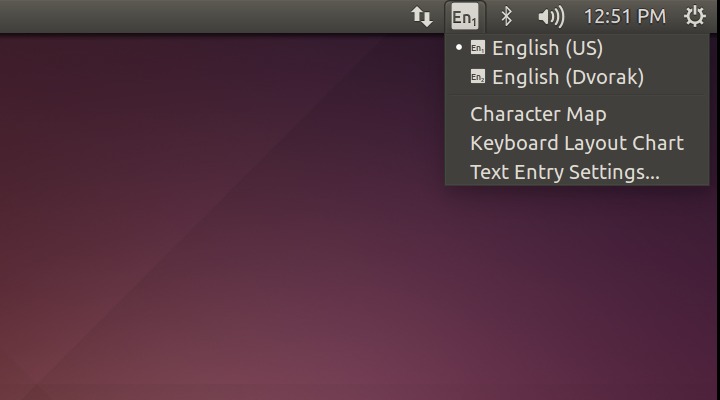 En1
12:51 PM
En1 English (US)
En2 English (Dvorak)
Character Map
Keyboard Layout Chart
Text Entry Settings...